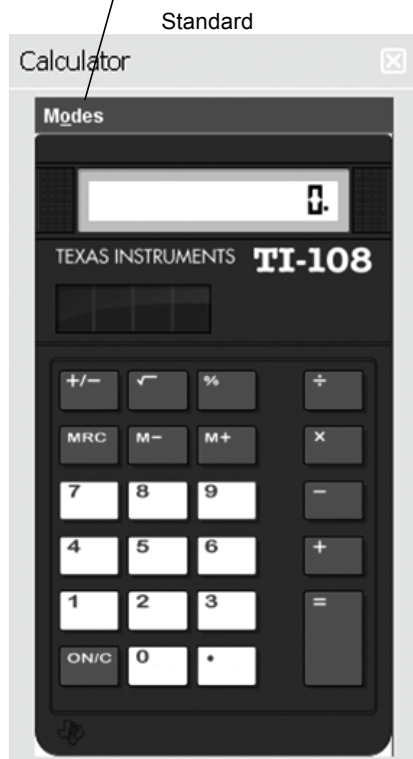 Standard
Calculator
Modes
0.
TEXAS INSTRUMENTS TI-108
+/− √ % ÷
MRC M− M+ ×
7 8 9 −
4 5 6 +
1 2 3 =
ON/C 0 •